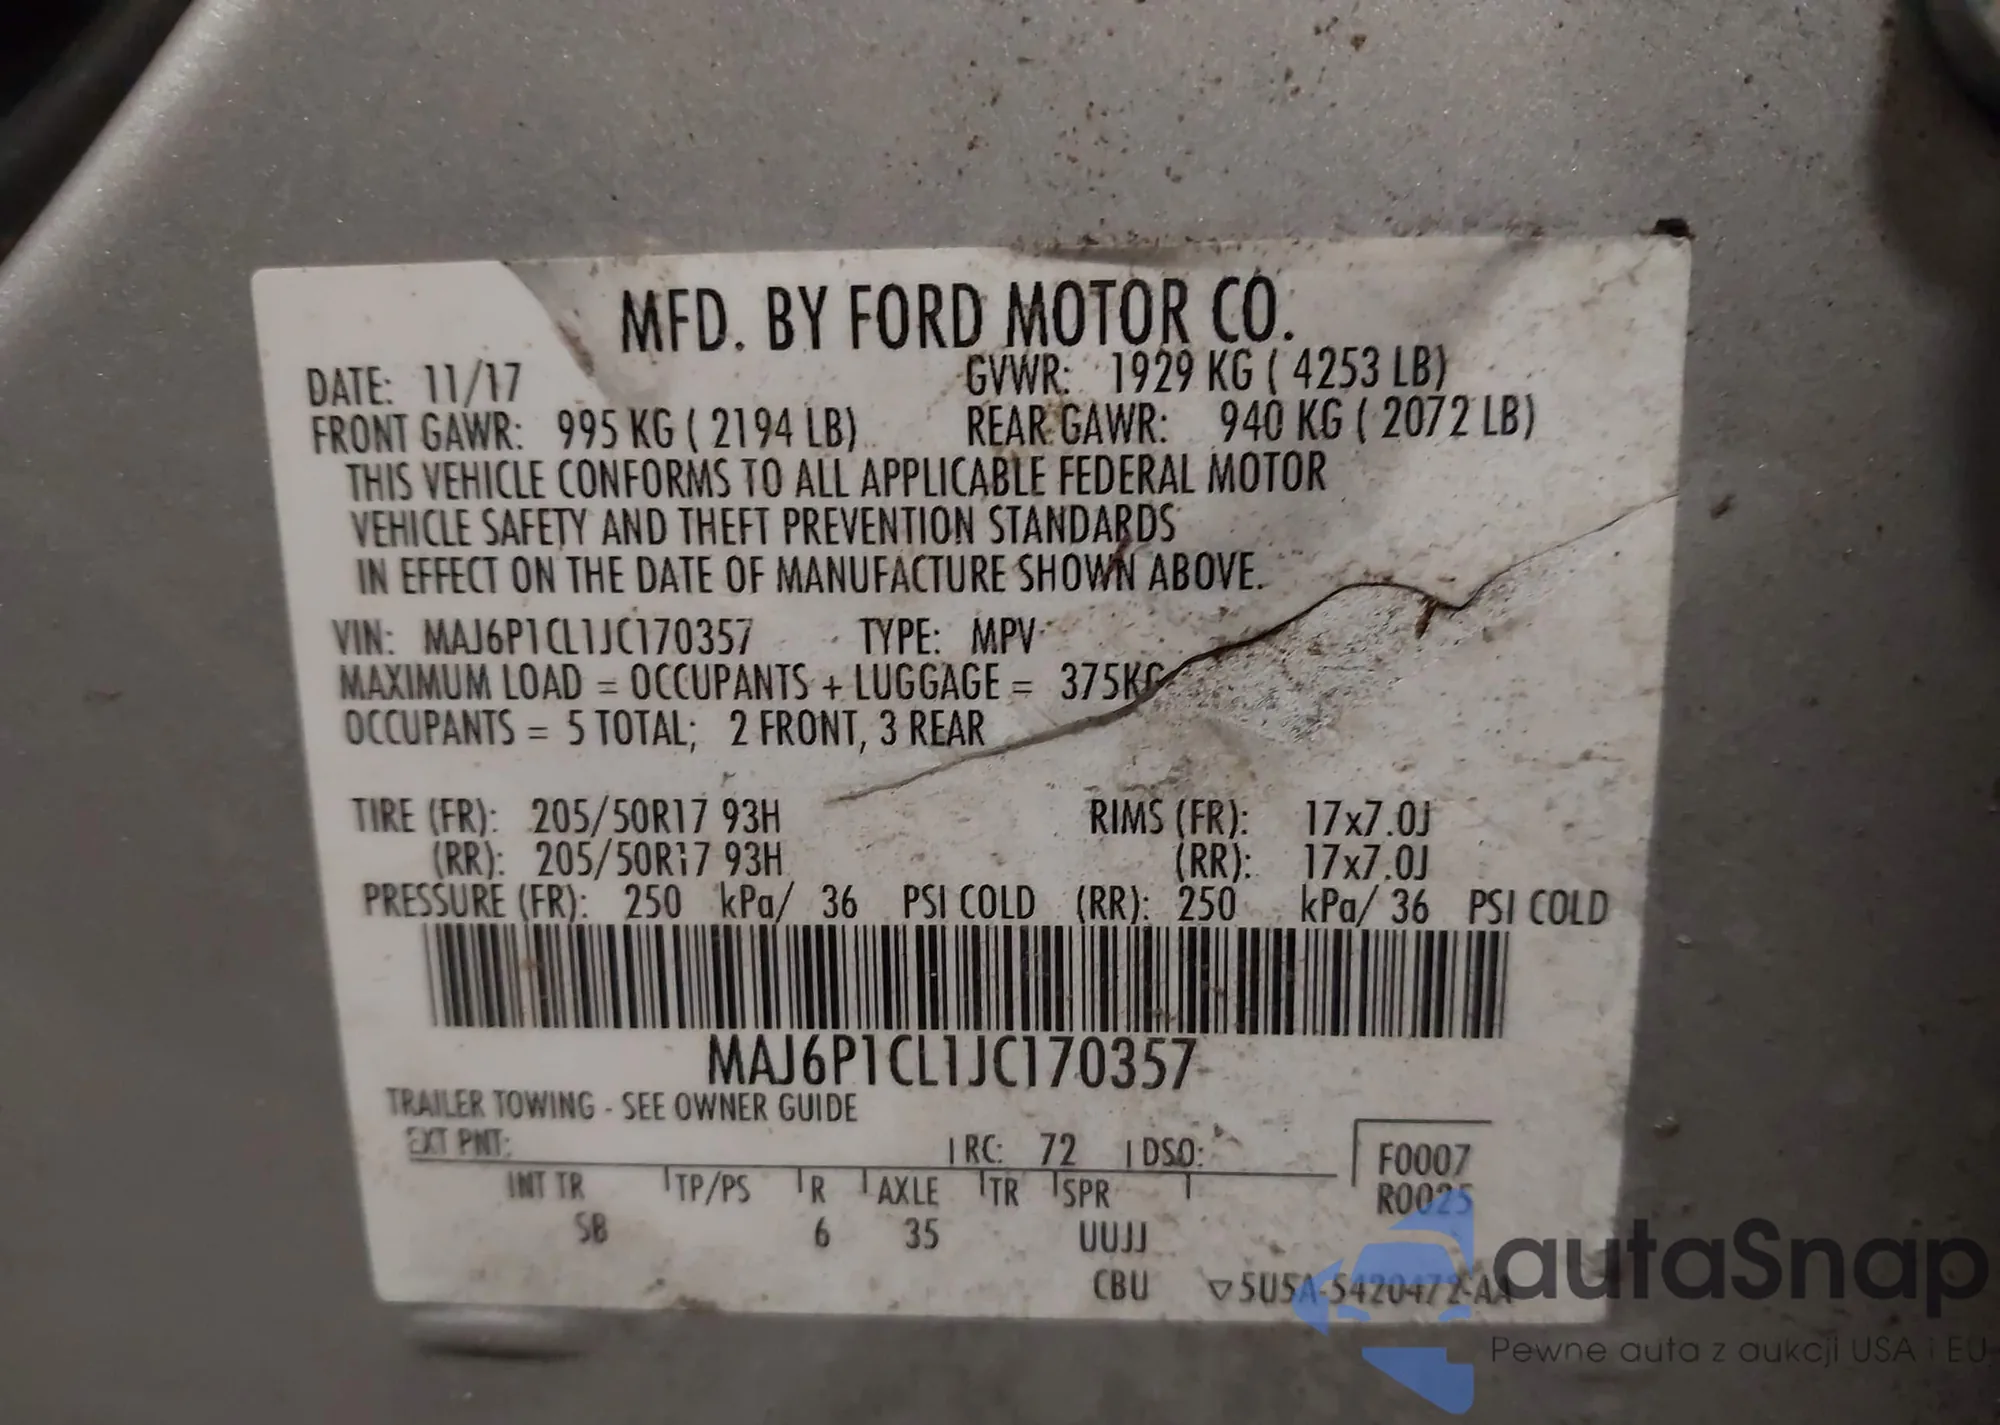 MFD. BY FORD MOTOR CO.
DATE: 11/17 GVWR: 1929 KG ( 4253 LB)
FRONT GAWR: 995 KG ( 2194 LB) REAR GAWR: 940 KG ( 2072 LB)
THIS VEHICLE CONFORMS TO ALL APPLICABLE FEDERAL MOTOR
VEHICLE SAFETY AND THEFT PREVENTION STANDARDS
IN EFFECT ON THE DATE OF MANUFACTURE SHOWN ABOVE.
VIN: MAJ6P1CL1JC170357 TYPE: MPV
MAXIMUM LOAD = OCCUPANTS + LUGGAGE = 375KG
OCCUPANTS = 5 TOTAL; 2 FRONT, 3 REAR
TIRE (FR): 205/50R17 93H RIMS (FR): 17x7.0J
(RR): 205/50R17 93H (RR): 17x7.0J
PRESSURE (FR): 250 kPa/ 36 PSI COLD (RR): 250 kPa/ 36 PSI COLD
MAJ6P1CL1JC170357
TRAILER TOWING - SEE OWNER GUIDE
EXT PNT: RC: 72 DSO: F0007
INT TR TP/PS R AXLE TR SPR R0025
SB 6 35 UUJJ
CBU 5U5A-5420472-AA
autaSnap
Pewne auta z aukcji USA i EU